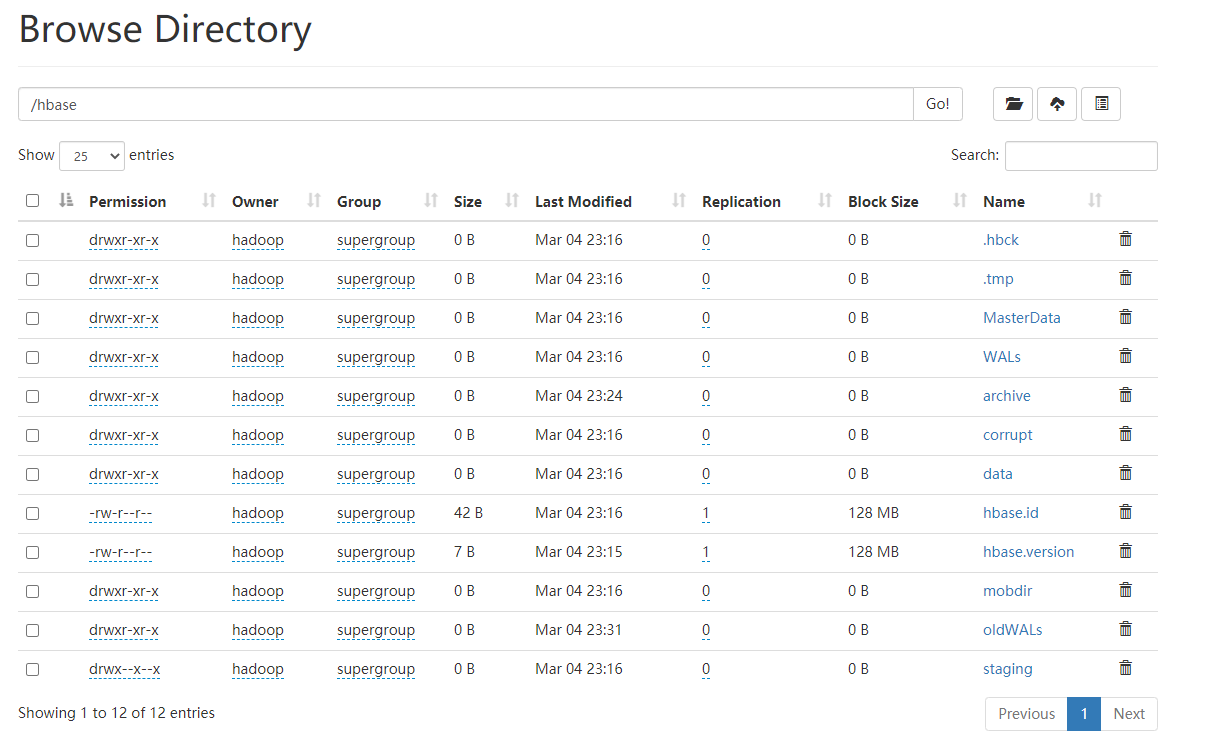 Browse Directory
/hbase Go!
Show 25 entries Search:
Permission Owner Group Size Last Modified Replication Block Size Name
drwxr-xr-x hadoop supergroup 0 B Mar 04 23:16 0 0 B .hbck
drwxr-xr-x hadoop supergroup 0 B Mar 04 23:16 0 0 B .tmp
drwxr-xr-x hadoop supergroup 0 B Mar 04 23:16 0 0 B MasterData
drwxr-xr-x hadoop supergroup 0 B Mar 04 23:16 0 0 B WALs
drwxr-xr-x hadoop supergroup 0 B Mar 04 23:24 0 0 B archive
drwxr-xr-x hadoop supergroup 0 B Mar 04 23:16 0 0 B corrupt
drwxr-xr-x hadoop supergroup 0 B Mar 04 23:16 0 0 B data
-rw-r--r-- hadoop supergroup 42 B Mar 04 23:16 1 128 MB hbase.id
-rw-r--r-- hadoop supergroup 7 B Mar 04 23:15 1 128 MB hbase.version
drwxr-xr-x hadoop supergroup 0 B Mar 04 23:16 0 0 B mobdir
drwxr-xr-x hadoop supergroup 0 B Mar 04 23:31 0 0 B oldWALs
drwx--x--x hadoop supergroup 0 B Mar 04 23:16 0 0 B staging
Showing 1 to 12 of 12 entries Previous 1 Next